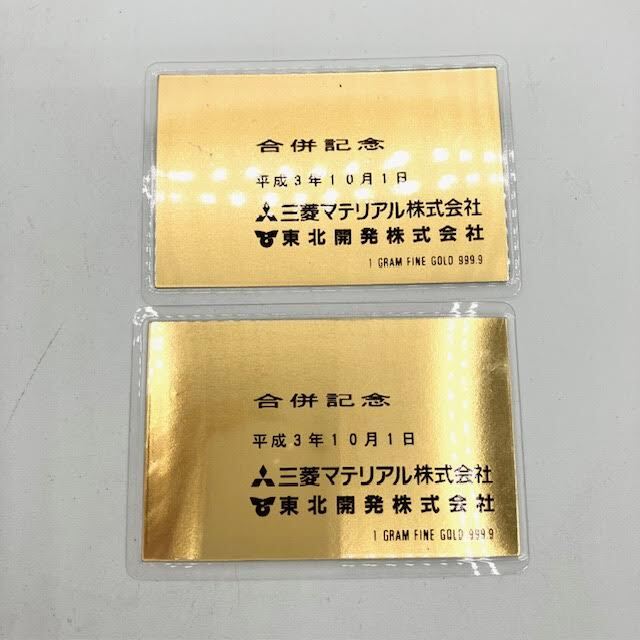 合併記念
平成3年10月1日
三菱マテリアル株式会社
東北開発株式会社
1 GRAM FINE GOLD 999.9
合併記念
平成3年10月1日
三菱マテリアル株式会社
東北開発株式会社
1 GRAM FINE GOLD 999.9